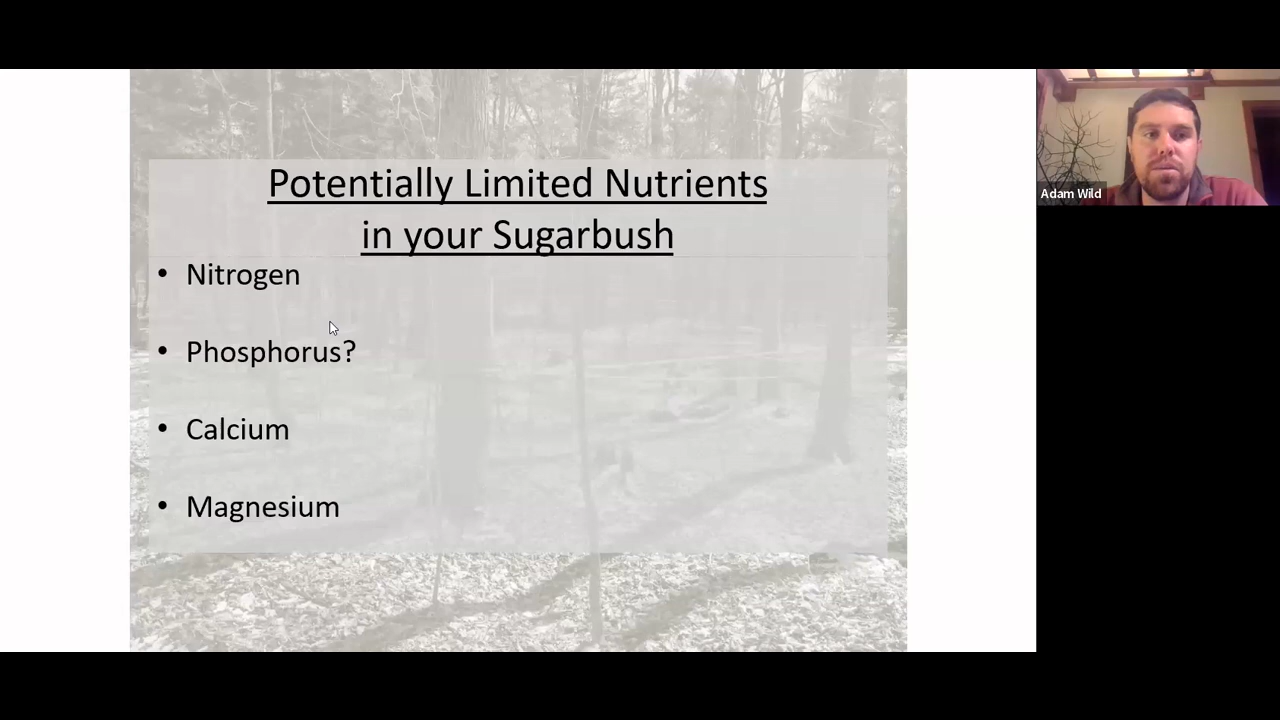 Potentially Limited Nutrients
in your Sugarbush
• Nitrogen
• Phosphorus?
• Calcium
• Magnesium
Adam Wild